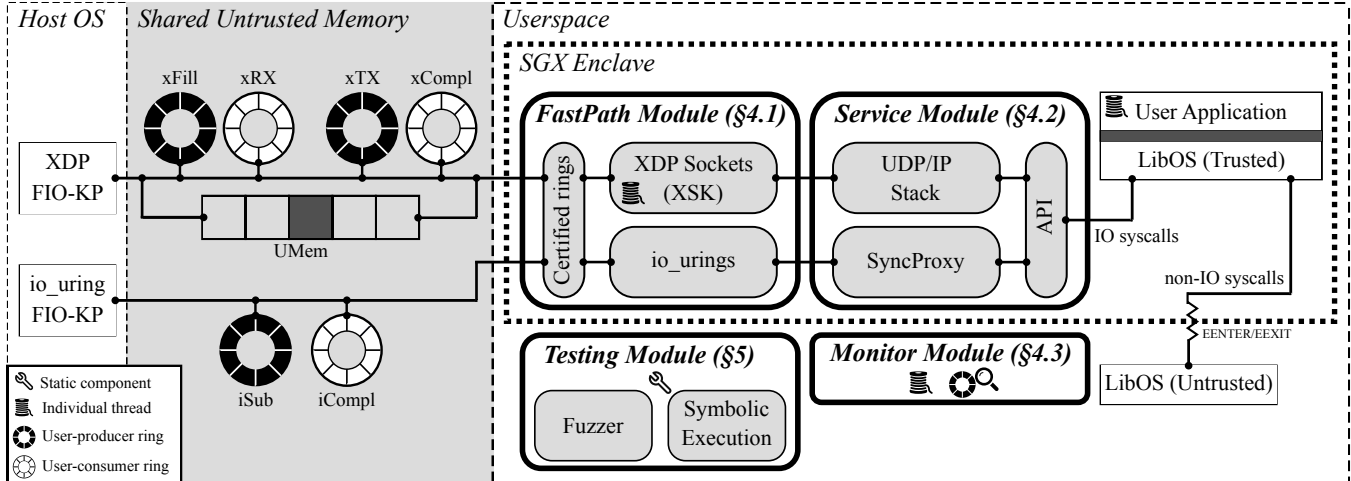 Host OS
Shared Untrusted Memory
Userspace
SGX Enclave
xFill
xRX
xTX
xCompl
FastPath Module (§4.1)
Service Module (§4.2)
User Application
LibOS (Trusted)
XDP
FIO-KP
Certified rings
XDP Sockets
(XSK)
UDP/IP
Stack
API
UMem
IO syscalls
io_uring
FIO-KP
io_urings
SyncProxy
non-IO syscalls
EENTER/EEXIT
iSub
iCompl
Testing Module (§5)
Monitor Module (§4.3)
LibOS (Untrusted)
Fuzzer
Symbolic
Execution
Static component
Individual thread
User-producer ring
User-consumer ring